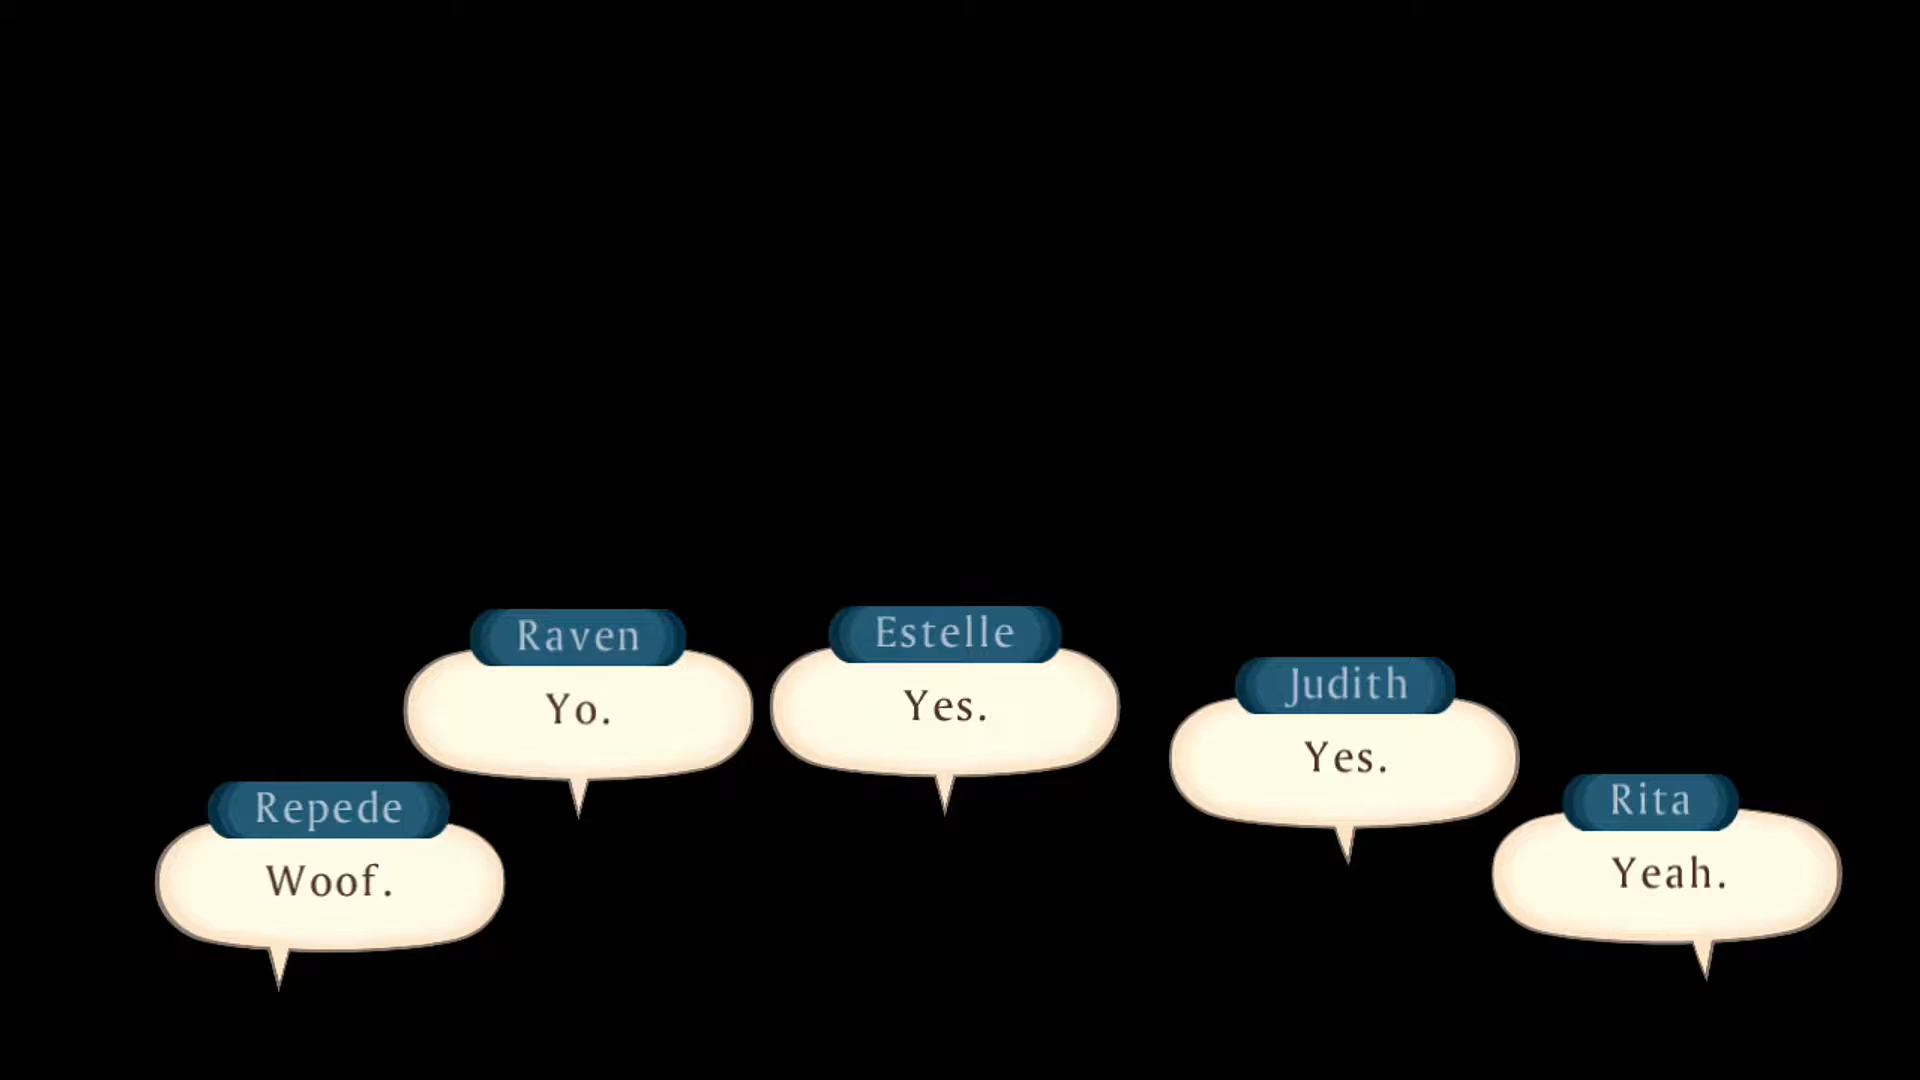 Raven
Yo.
Estelle
Yes.
Judith
Yes.
Repede
Woof.
Rita
Yeah.